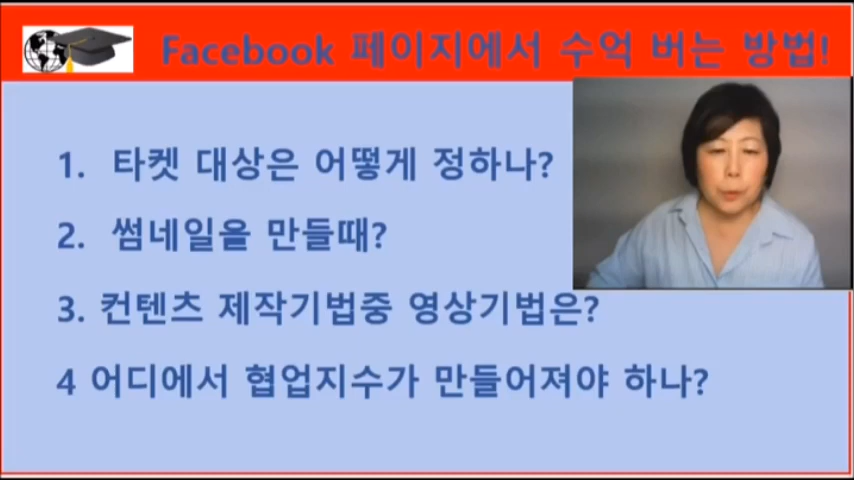 Facebook 페이지에서 수억 버는 방법!
1. 타켓 대상은 어떻게 정하나?
2. 썸네일을 만들때?
3. 컨텐츠 제작기법중 영상기법은?
4 어디에서 협업지수가 만들어져야 하나?